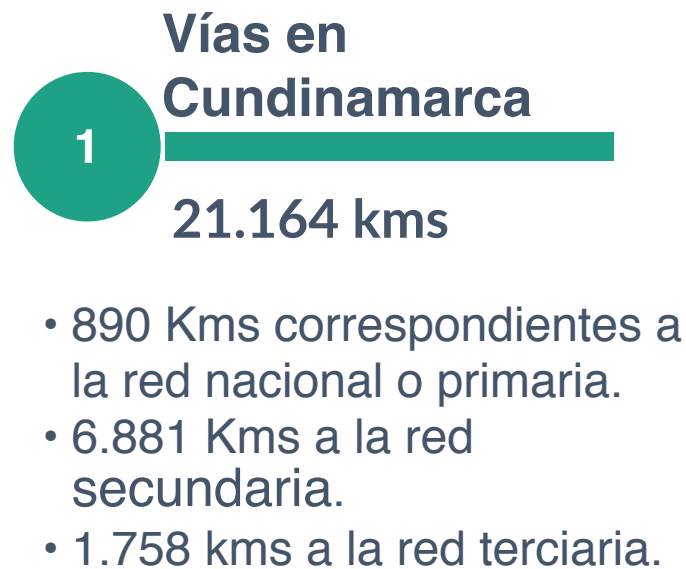 Vías en
Cundinamarca
1
21.164 kms
• 890 Kms correspondientes a
la red nacional o primaria.
• 6.881 Kms a la red
secundaria.
• 1.758 kms a la red terciaria.